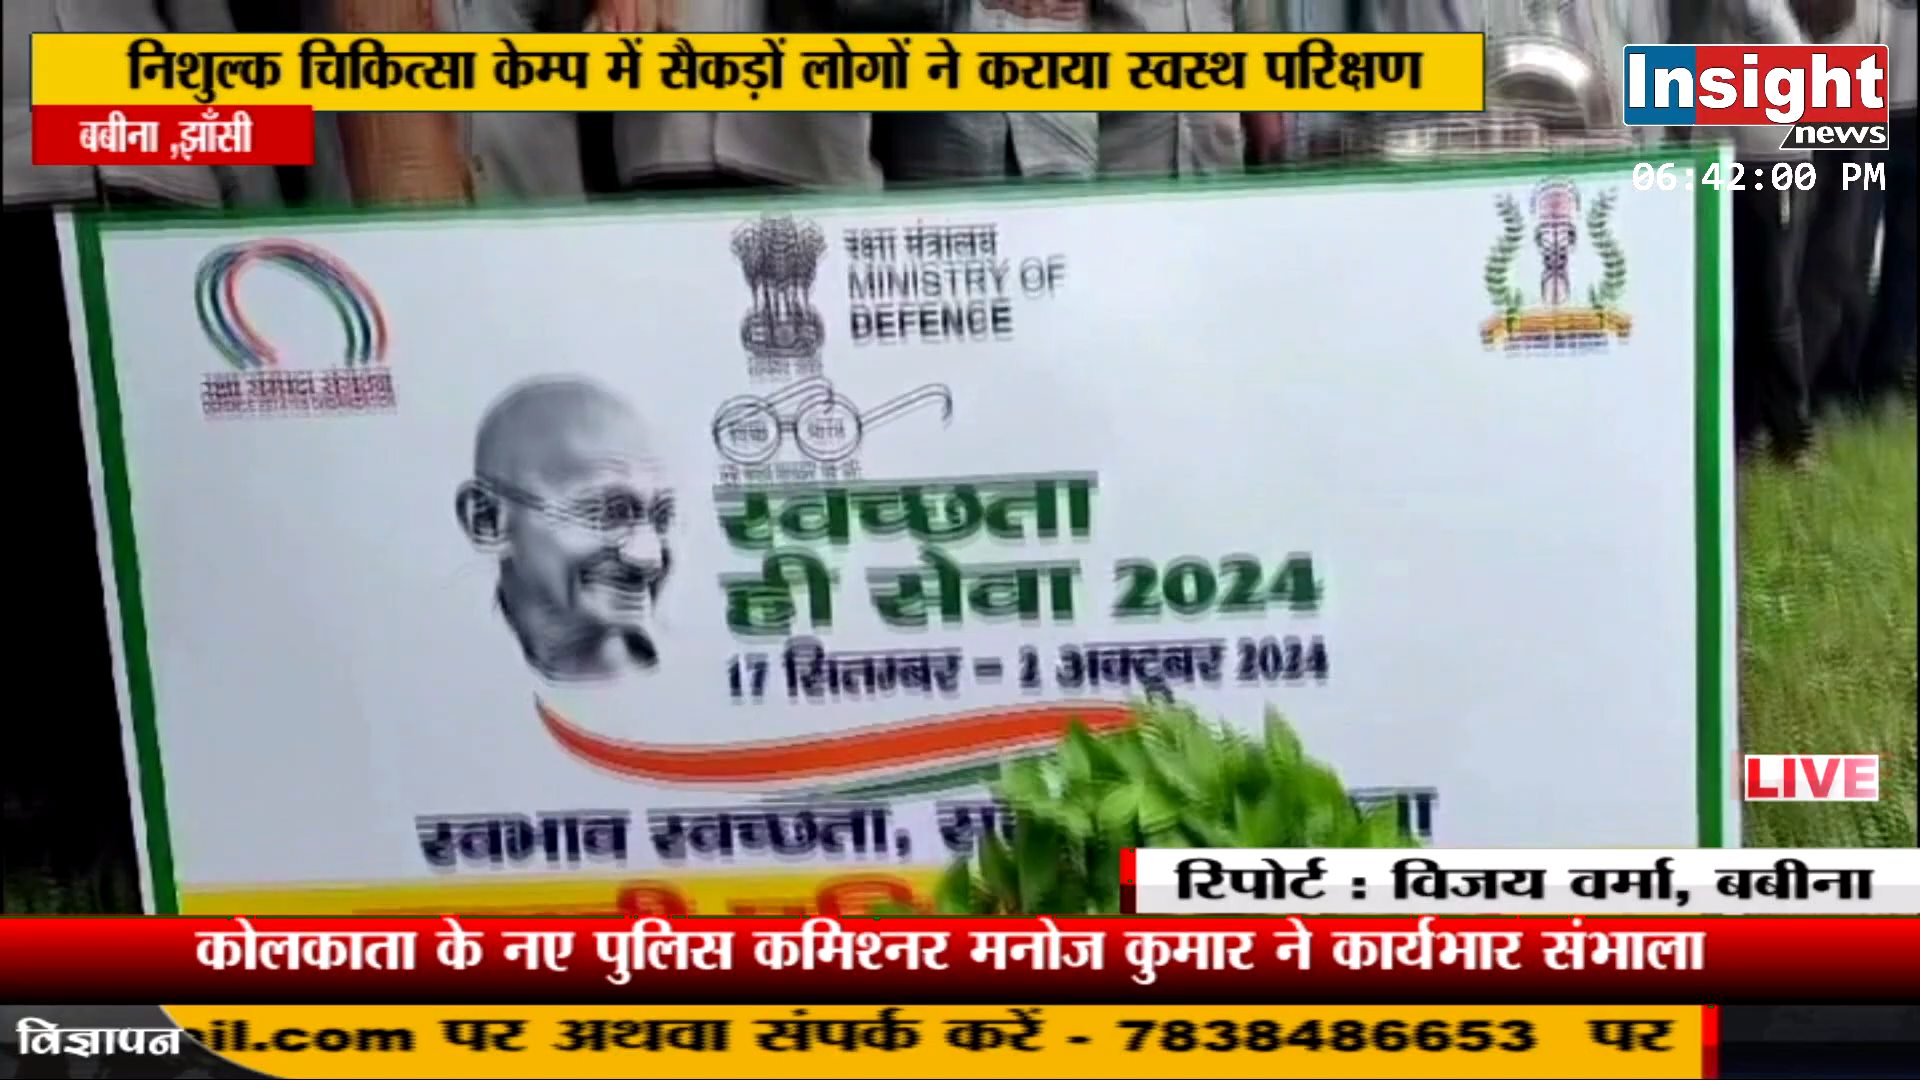 निशुल्क चिकित्सा केम्प में सैकड़ों लोगों ने कराया स्वस्थ परिक्षण
बबीना ,झाँसी
Insight
news
06:42:00 PM
रक्षा मंत्रालय
MINISTRY OF
DEFENCE
स्वच्छता
ही सेवा 2024
17 सितम्बर - 2 अक्टूबर 2024
स्वभाव स्वच्छता,
LIVE
रिपोर्ट : विजय वर्मा, बबीना
कोलकाता के नए पुलिस कमिश्नर मनोज कुमार ने कार्यभार संभाला
विज्ञापन
il.com पर अथवा संपर्क करें - 7838486653 पर